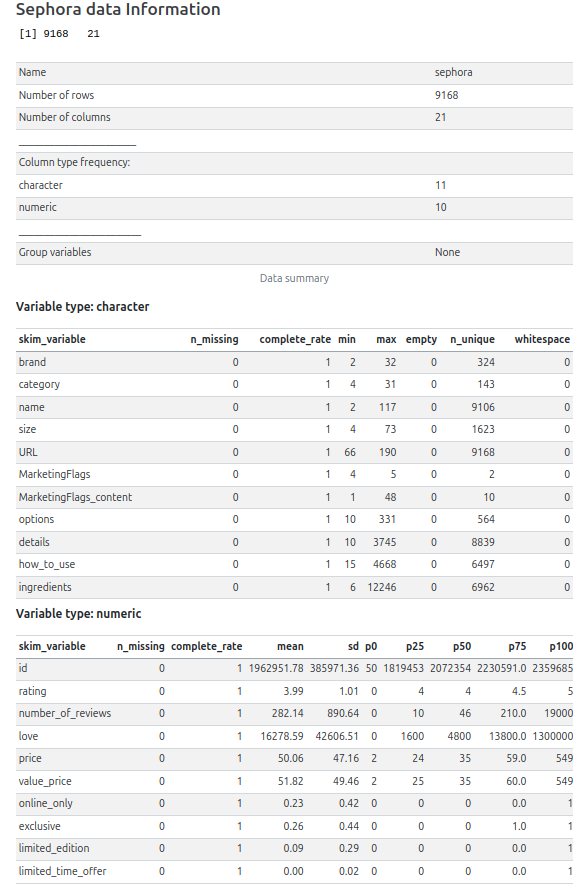 Sephora data Information
[1] 9168 21
Name sephora
Number of rows 9168
Number of columns 21
_______________________
Column type frequency:
character 11
numeric 10
________________________
Group variables None
Data summary
Variable type: character
skim_variable n_missing complete_rate min max empty n_unique whitespace
brand 0 1 2 32 0 324 0
category 0 1 4 31 0 143 0
name 0 1 2 117 0 9106 0
size 0 1 4 73 0 1623 0
URL 0 1 66 190 0 9168 0
MarketingFlags 0 1 4 5 0 2 0
MarketingFlags_content 0 1 1 48 0 10 0
options 0 1 10 331 0 564 0
details 0 1 10 3745 0 8839 0
how_to_use 0 1 15 4668 0 6497 0
ingredients 0 1 6 12246 0 6962 0
Variable type: numeric
skim_variable n_missing complete_rate mean sd p0 p25 p50 p75 p100
id 0 1 1962951.78 385971.36 50 1819453 2072354 2230591.0 2359685
rating 0 1 3.99 1.01 0 4 4 4.5 5
number_of_reviews 0 1 282.14 890.64 0 10 46 210.0 19000
love 0 1 16278.59 42606.51 0 1600 4800 13800.0 1300000
price 0 1 50.06 47.16 2 24 35 59.0 549
value_price 0 1 51.82 49.46 2 25 35 60.0 549
online_only 0 1 0.23 0.42 0 0 0 0.0 1
exclusive 0 1 0.26 0.44 0 0 0 1.0 1
limited_edition 0 1 0.09 0.29 0 0 0 0.0 1
limited_time_offer 0 1 0.00 0.02 0 0 0 0.0 1